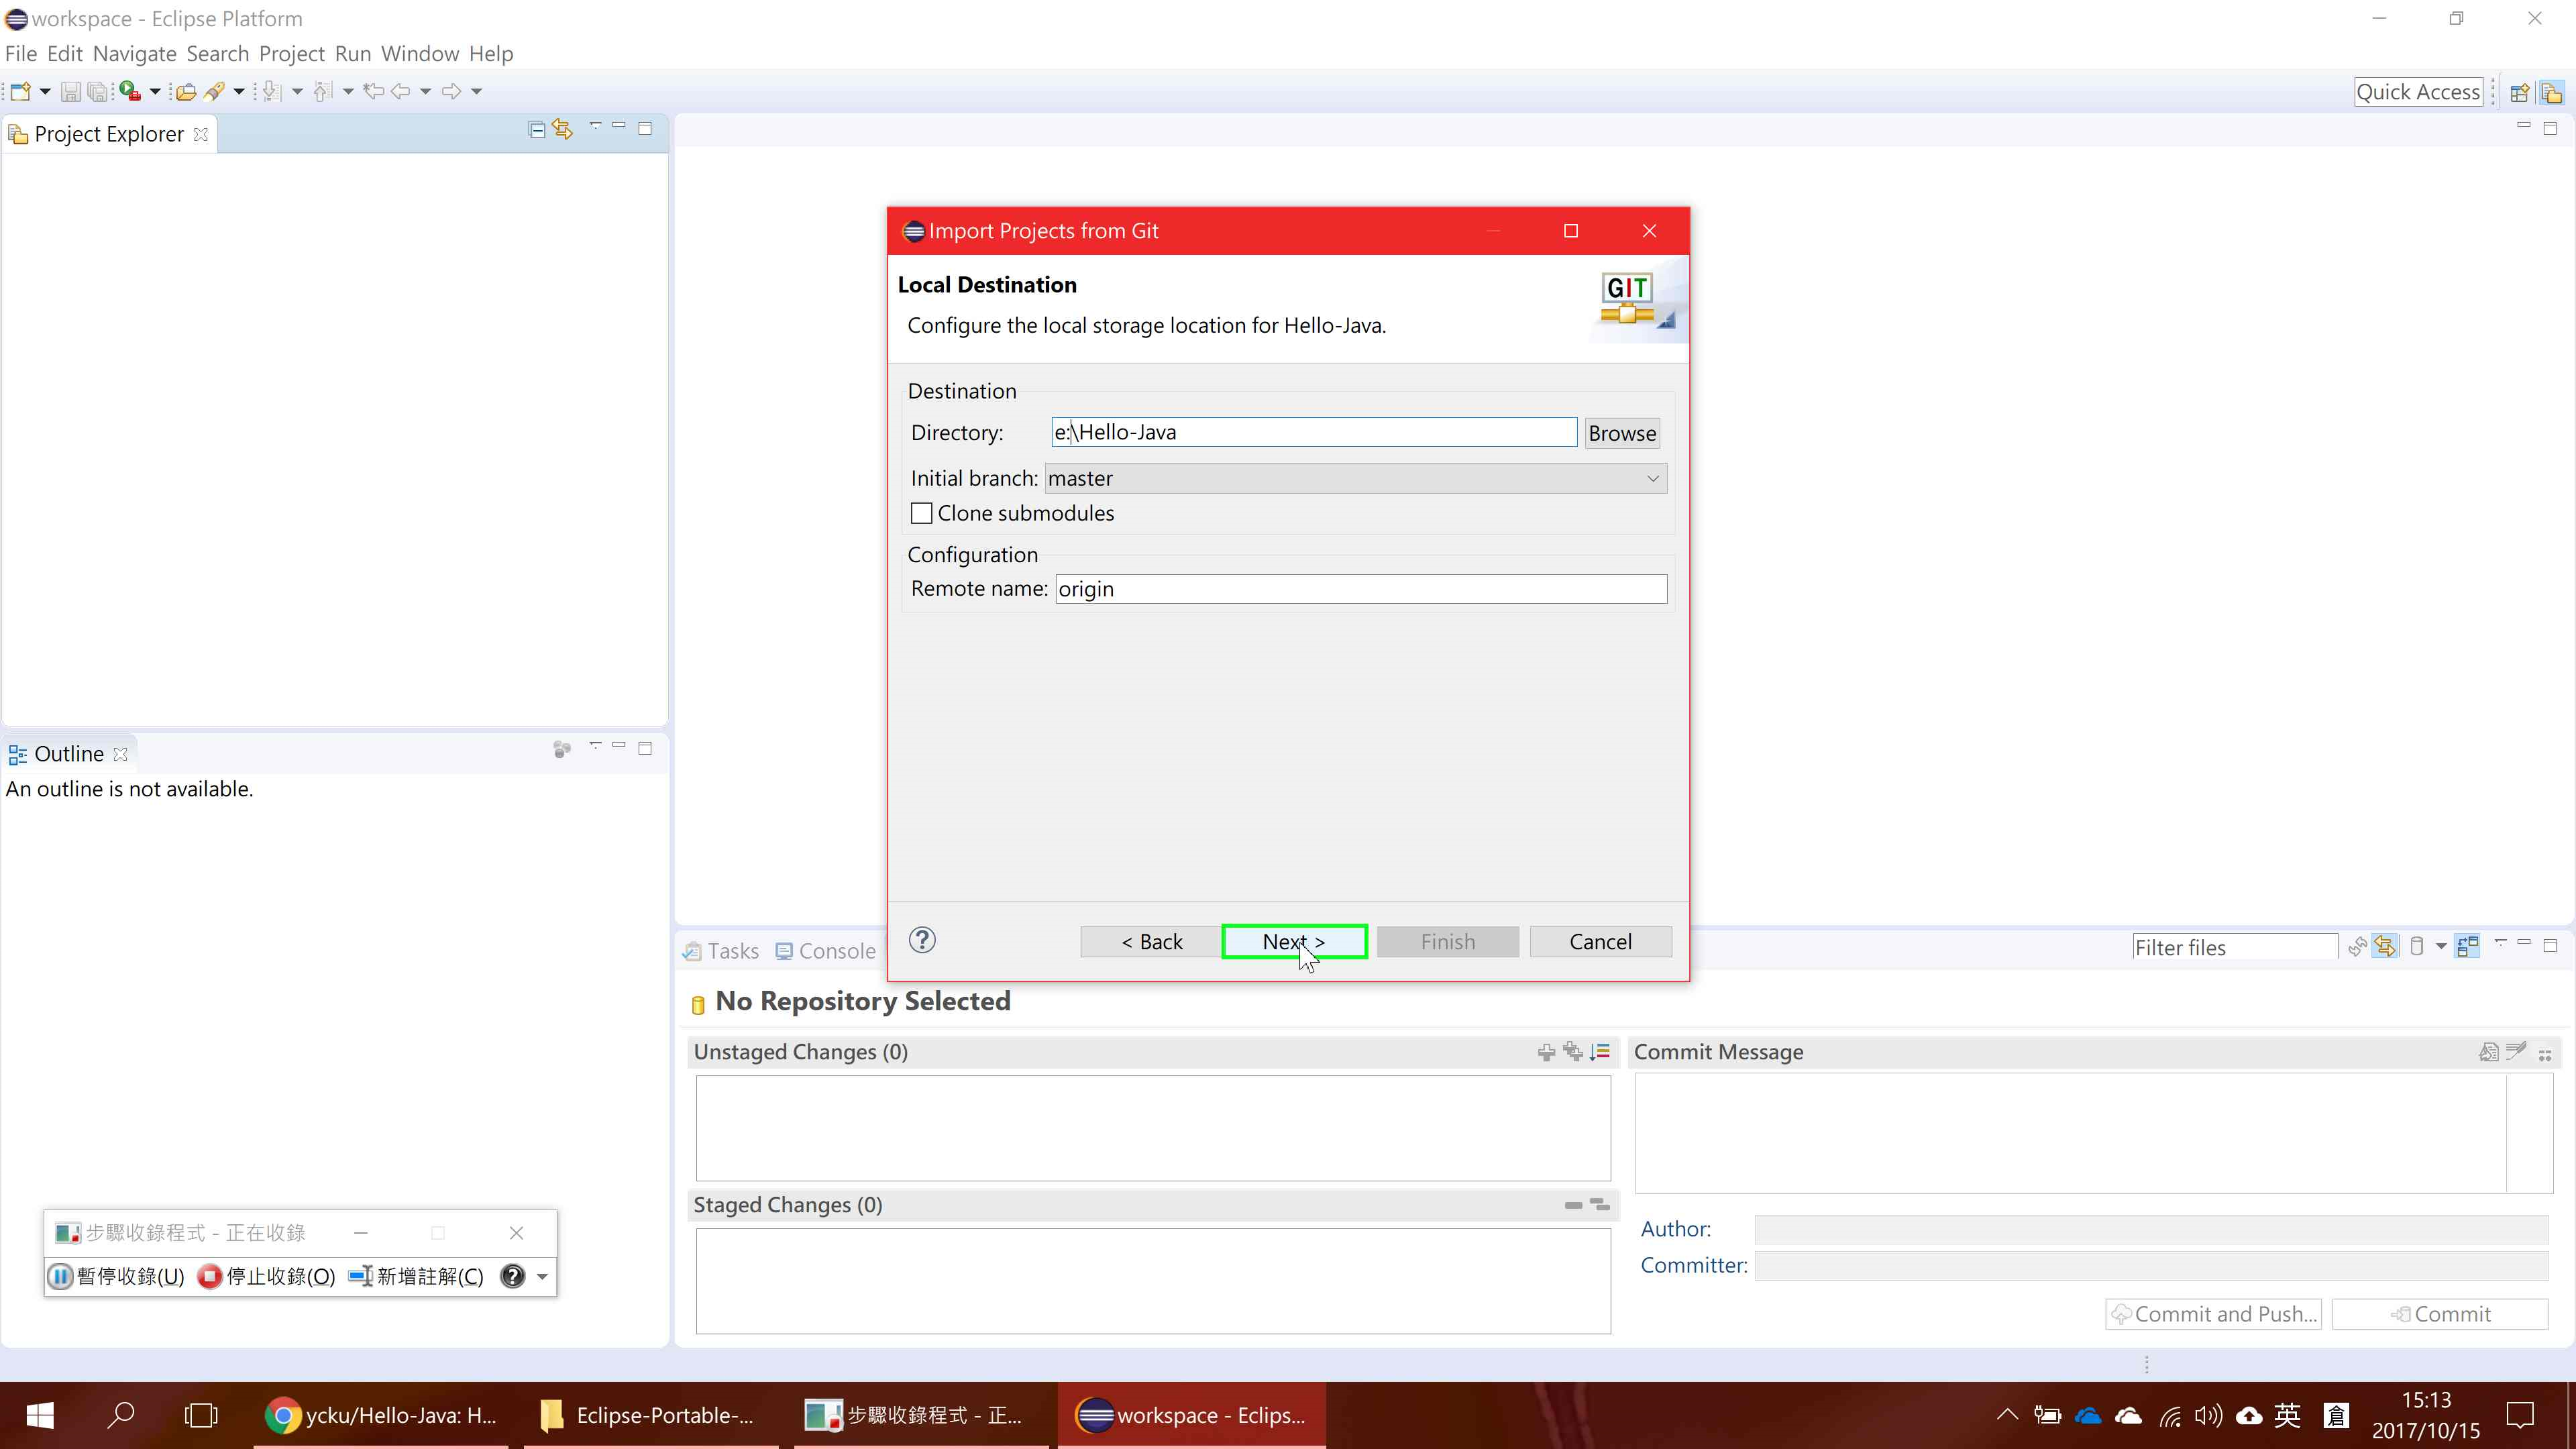 workspace - Eclipse Platform
File Edit Navigate Search Project Run Window Help
Quick Access
Project Explorer
Import Projects from Git
Local Destination
GIT
Configure the local storage location for Hello-Java.
Destination
Directory: e:\Hello-Java Browse
Initial branch: master
Clone submodules
Configuration
Remote name: origin
< Back Next > Finish Cancel
Outline
An outline is not available.
Tasks Console Filter files
No Repository Selected
Unstaged Changes (0)
Commit Message
Staged Changes (0)
Author:
Committer:
Commit and Push... Commit
步驟收錄程式 - 正在收錄
暫停收錄(U) 停止收錄(O) 新增註解(C)
ycku/Hello-Java: H... Eclipse-Portable-... 步驟收錄程式 - 正... workspace - Eclips... 英 倉 15:13
2017/10/15